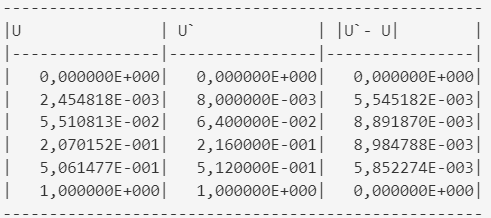 --------------------------------------------------
|U | U` | |U`- U| |
|---------------|---------------|---------------|
| 0,000000E+000| 0,000000E+000| 0,000000E+000|
| 2,454818E-003| 8,000000E-003| 5,545182E-003|
| 5,510813E-002| 6,400000E-002| 8,891870E-003|
| 2,070152E-001| 2,160000E-001| 8,984788E-003|
| 5,061477E-001| 5,120000E-001| 5,852274E-003|
| 1,000000E+000| 1,000000E+000| 0,000000E+000|
--------------------------------------------------